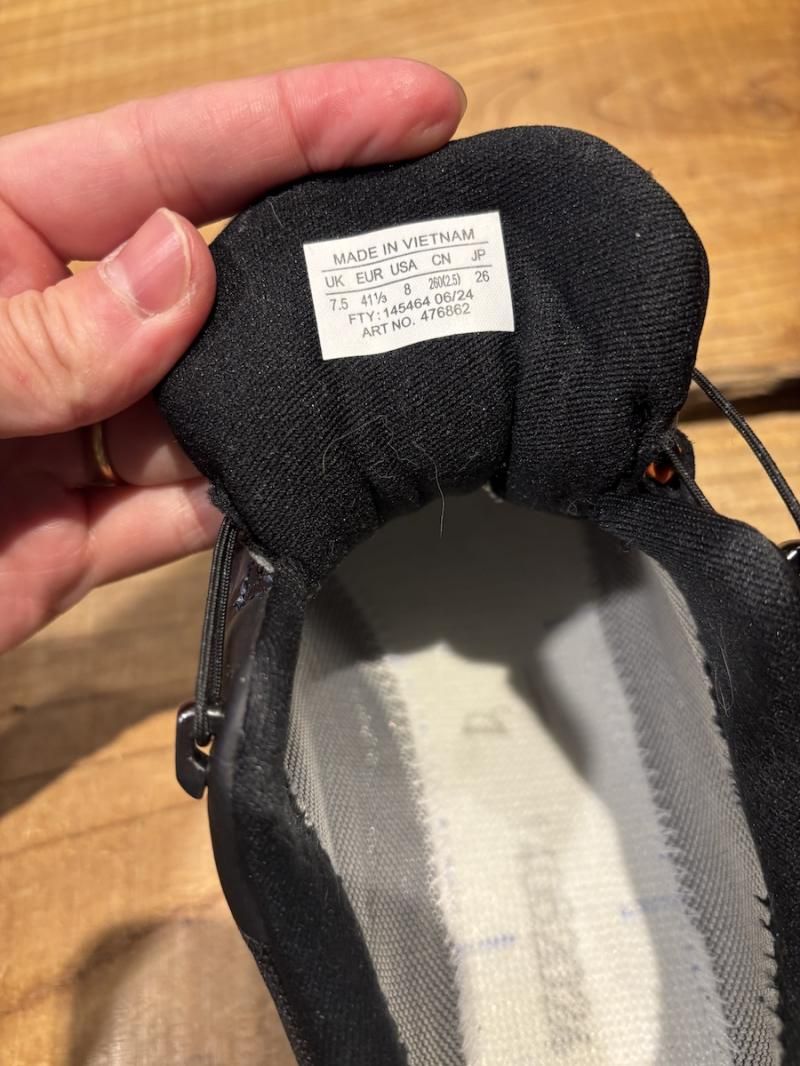 MADE IN VIETNAM
UK EUR USA CN JP
7.5 41⅓ 8 260(2.5) 26
FTY: 145464 06/24
ART NO. 476862